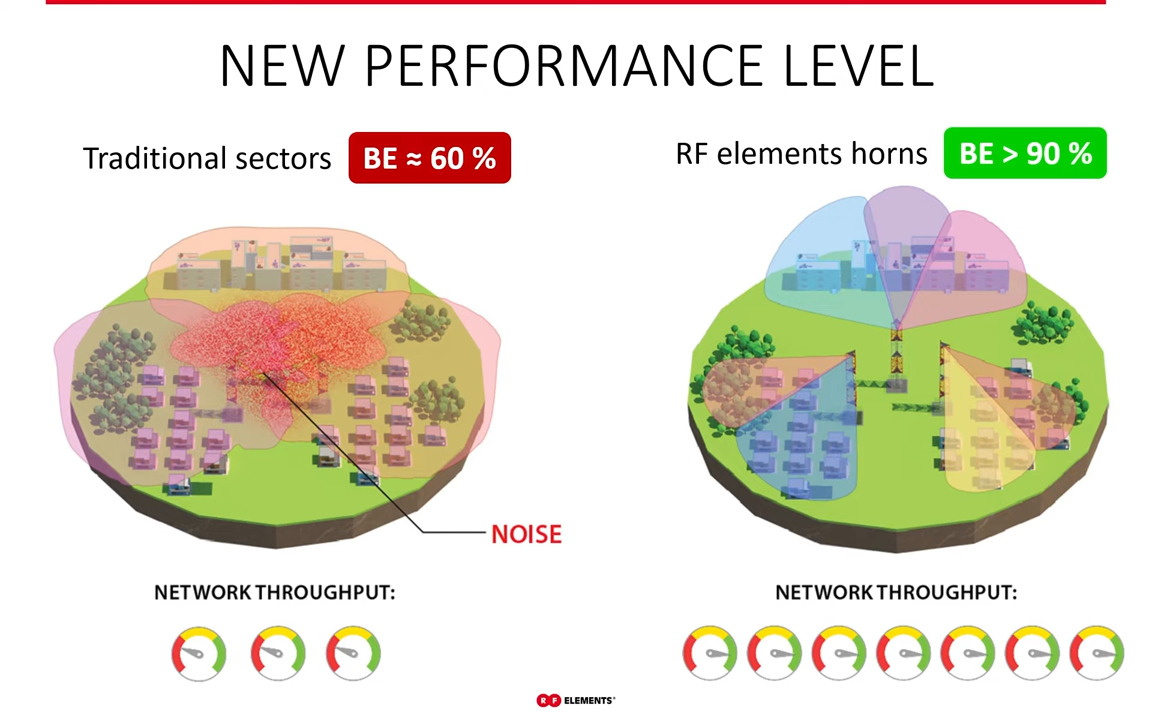 NEW PERFORMANCE LEVEL
Traditional sectors
BE ≈ 60 %
RF elements horns
BE > 90 %
NOISE
NETWORK THROUGHPUT:
NETWORK THROUGHPUT:
RF ELEMENTS®